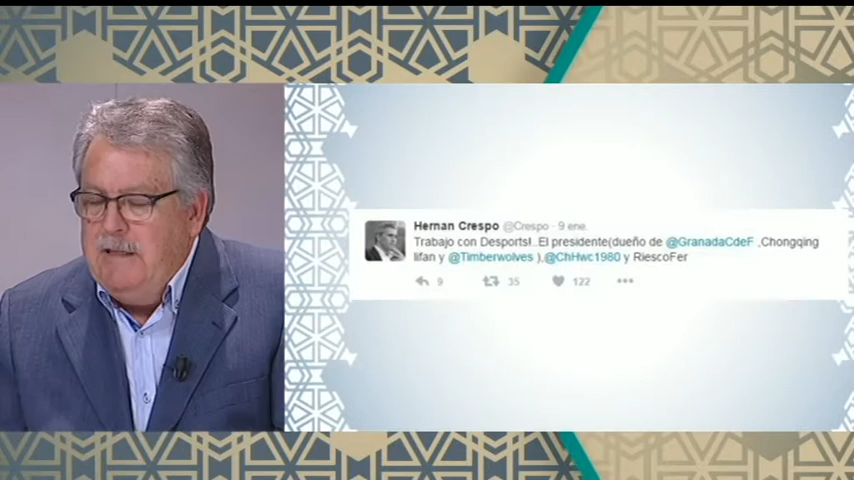 Hernan Crespo @Crespo · 9 ene.
Trabajo con Desports!..El presidente(dueño de @GranadaCdeF ,Chongqing
lifan y @Timberwolves ),@ChHwc1980 y RiescoFer
9 35 122